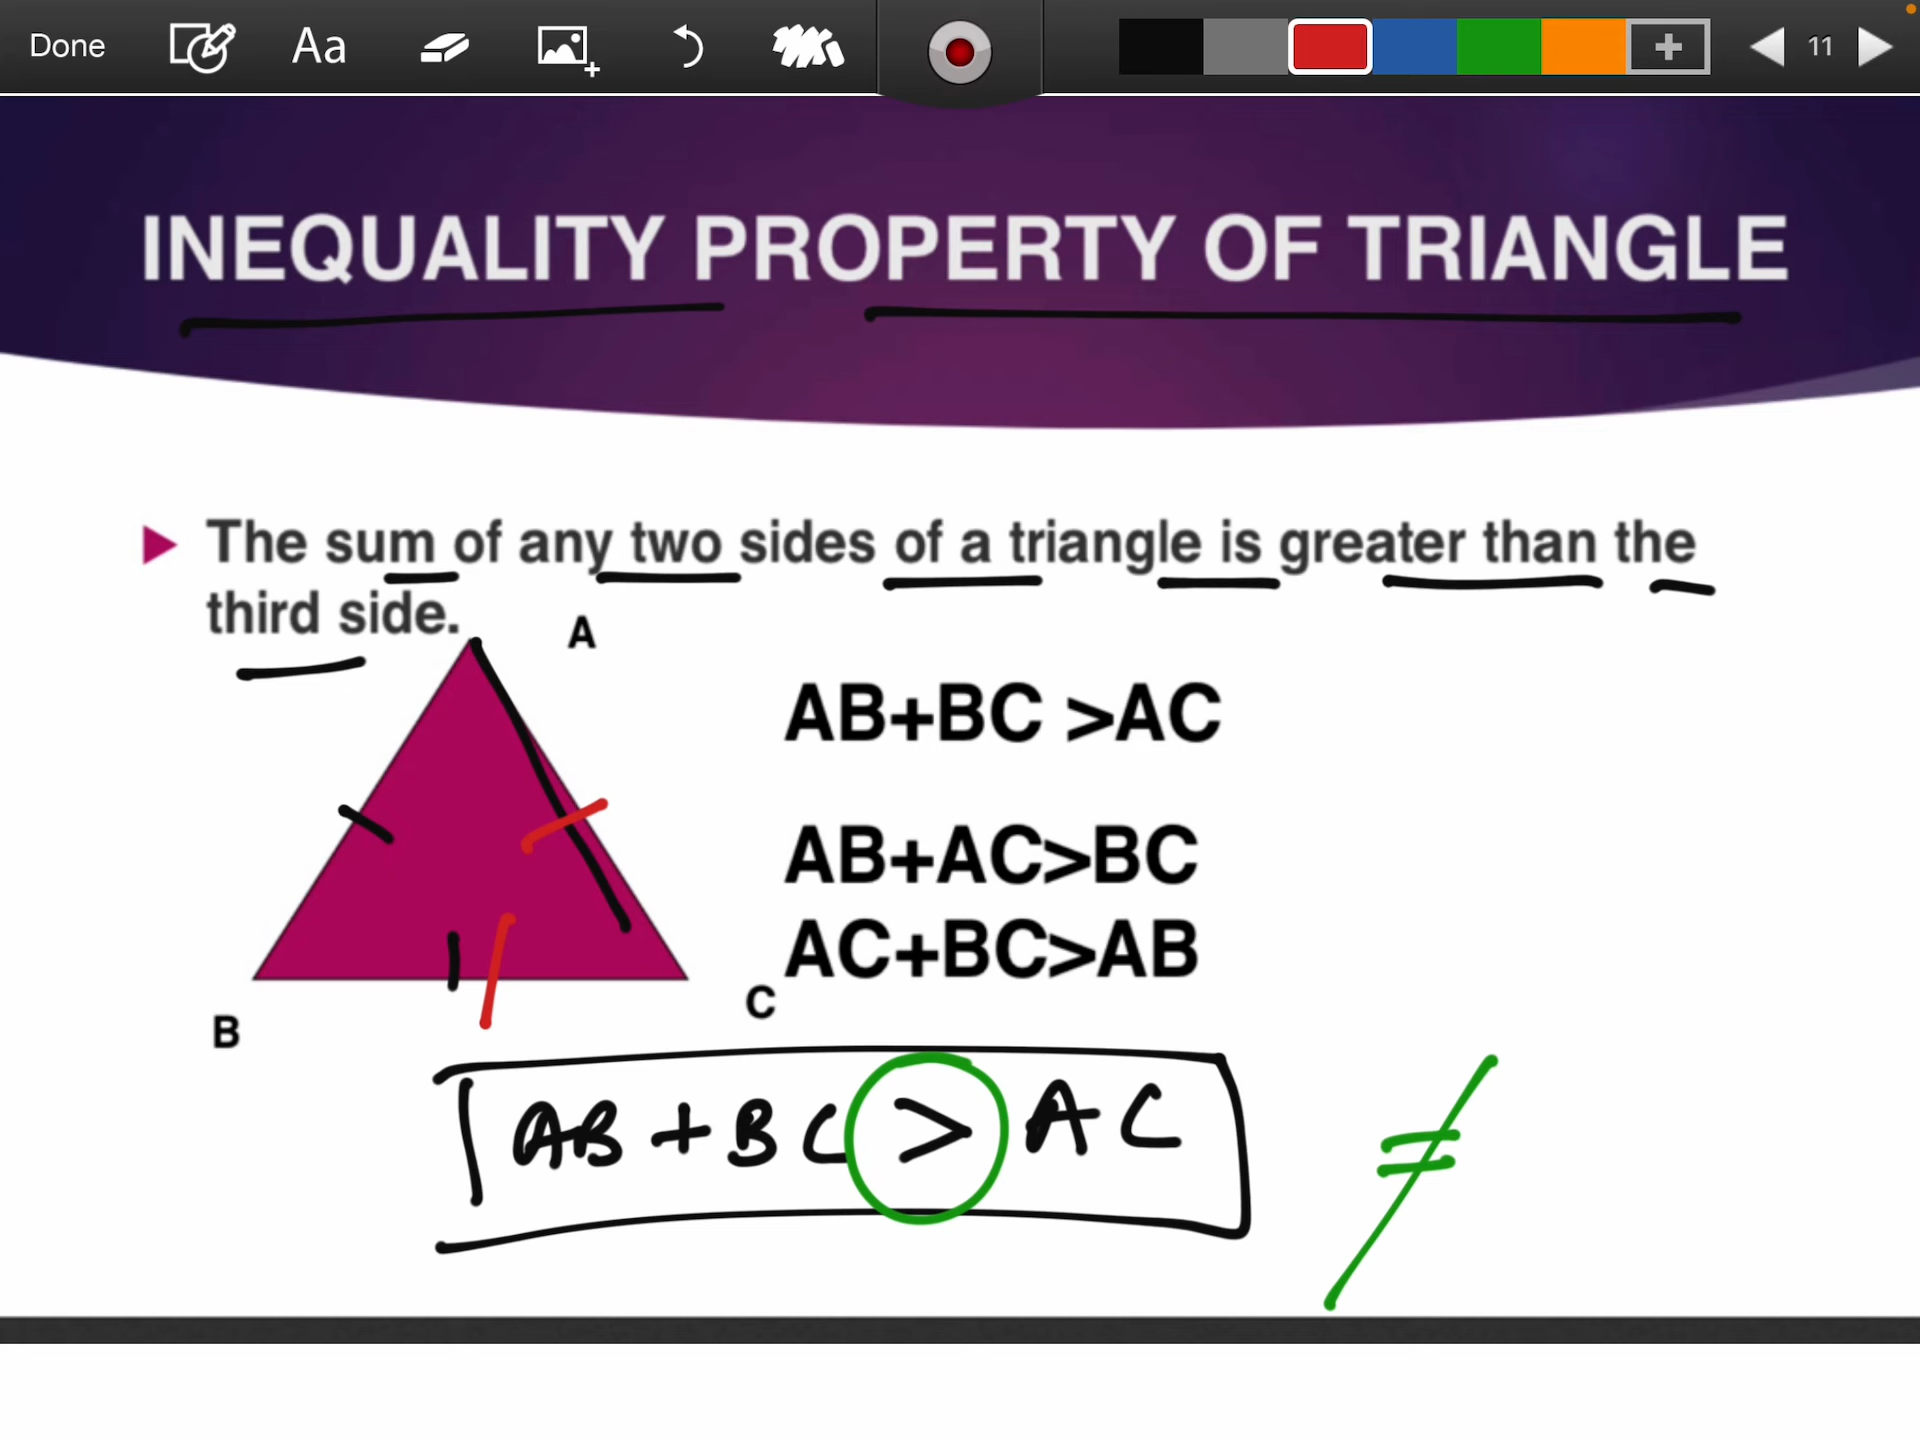 Done Aa 11
INEQUALITY PROPERTY OF TRIANGLE
The sum of any two sides of a triangle is greater than the
third side.
A
AB+BC >AC
AB+AC>BC
AC+BC>AB
C
B
AB + BC > AC
≠